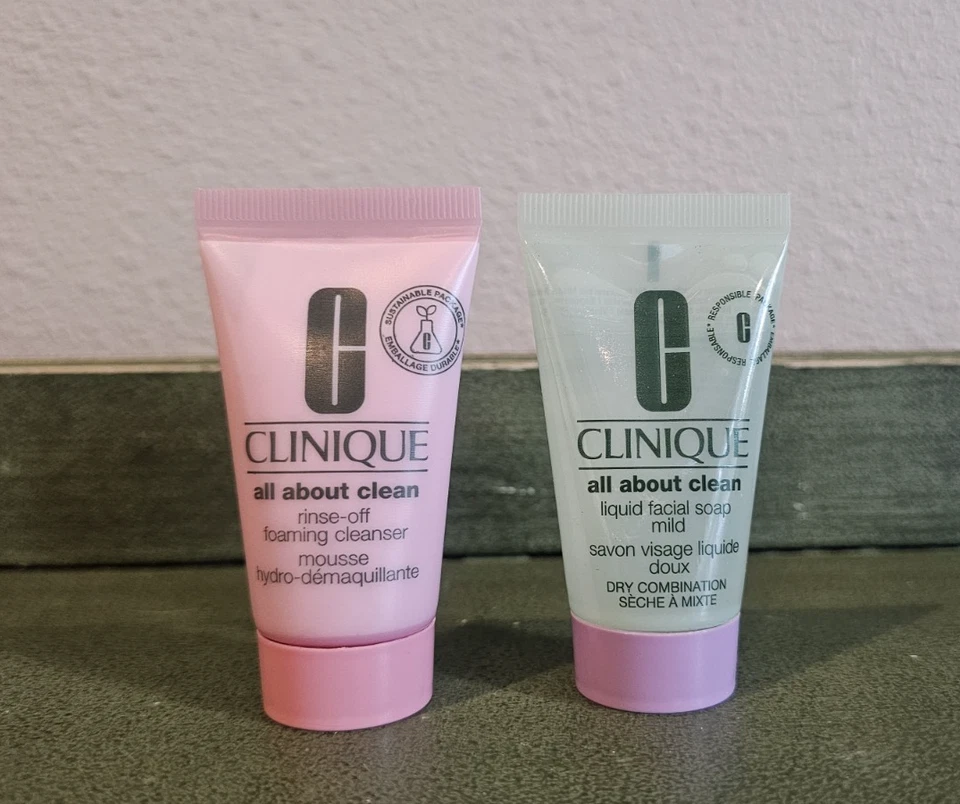 SUSTAINABLE PACKAGE*
EMBALLAGE DURABLE*
C
CLINIQUE
all about clean
rinse-off
foaming cleanser
mousse
hydro-démaquillante
RESPONSIBLE
RESPONSABLE*
C
CLINIQUE
all about clean
liquid facial soap
mild
savon visage liquide
doux
DRY COMBINATION
SÈCHE À MIXTE